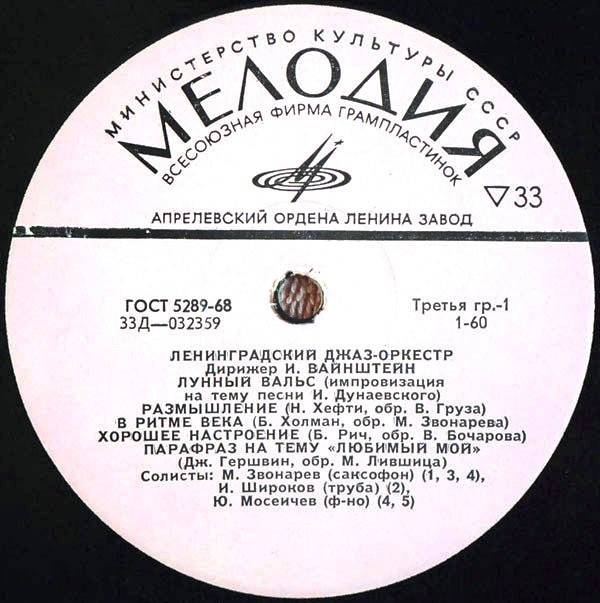 МИНИСТЕРСТВО КУЛЬТУРЫ СССР
МЕЛОДИЯ
ВСЕСОЮЗНАЯ ФИРМА ГРАМПЛАСТИНОК
▽33
АПРЕЛЕВСКИЙ ОРДЕНА ЛЕНИНА ЗАВОД
ГОСТ 5289-68
Третья гр.-1
33Д—032359
1-60
ЛЕНИНГРАДСКИЙ ДЖАЗ-ОРКЕСТР
Дирижер И. ВАЙНШТЕЙН
ЛУННЫЙ ВАЛЬС (импровизация
на тему песни И. Дунаевского)
РАЗМЫШЛЕНИЕ (Н. Хефти, обр. В. Груза)
В РИТМЕ ВЕКА (Б. Холман, обр. М. Звонарева)
ХОРОШЕЕ НАСТРОЕНИЕ (Б. Рич, обр. В. Бочарова)
ПАРАФРАЗ НА ТЕМУ «ЛЮБИМЫЙ МОЙ»
(Дж. Гершвин, обр. М. Лившица)
Солисты: М. Звонарев (саксофон) (1, 3, 4),
И. Широков (труба) (2),
Ю. Мосеичев (ф-но) (4, 5)